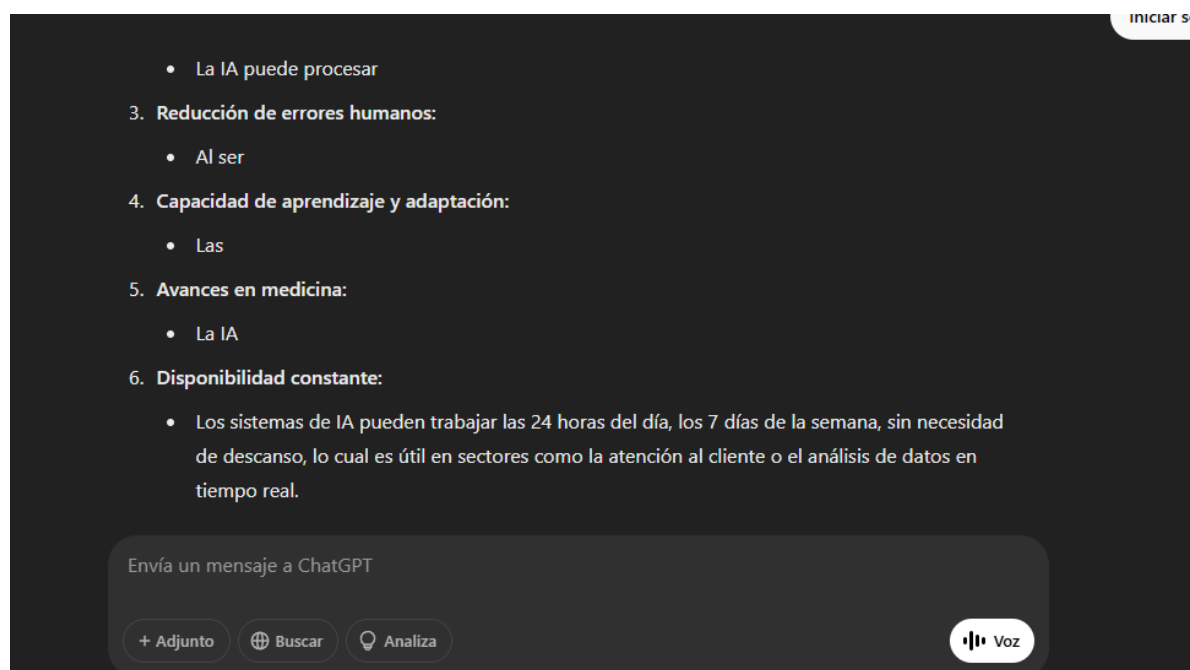 Iniciar
La IA puede procesar
3. Reducción de errores humanos:
Al ser
4. Capacidad de aprendizaje y adaptación:
Las
5. Avances en medicina:
La IA
6. Disponibilidad constante:
Los sistemas de IA pueden trabajar las 24 horas del día, los 7 días de la semana, sin necesidad
de descanso, lo cual es útil en sectores como la atención al cliente o el análisis de datos en
tiempo real.
Envía un mensaje a ChatGPT
+ Adjunto Buscar Analiza Voz